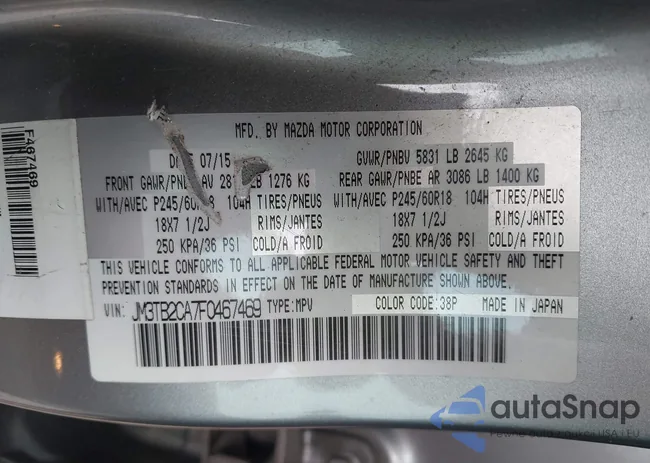 FA67469
MFD. BY MAZDA MOTOR CORPORATION
07/15 GVWR/PNBV 5831 LB 2645 KG
FRONT GAWR/PNBE AV 281 LB 1276 KG REAR GAWR/PNBE AR 3086 LB 1400 KG
WITH/AVEC P245/60R18 104H TIRES/PNEUS WITH/AVEC P245/60R18 104H TIRES/PNEUS
18X7 1/2J RIMS/JANTES 18X7 1/2J RIMS/JANTES
250 KPA/36 PSI COLD/A FROID 250 KPA/36 PSI COLD/A FROID
THIS VEHICLE CONFORMS TO ALL APPLICABLE FEDERAL MOTOR VEHICLE SAFETY AND THEFT
PREVENTION STANDARDS IN EFFECT ON THE DATE OF MANUFACTURE SHOWN ABOVE.
VIN: JM3TB2CA7F0467469 TYPE:MPV COLOR CODE:38P MADE IN JAPAN
autoSnap